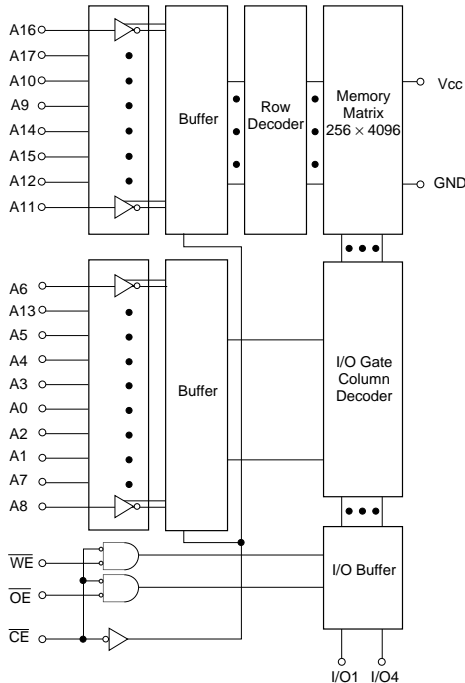 A16
A17
A10
A9
A14
A15
A12
A11
Buffer
Row
Decoder
Memory
Matrix
256 × 4096
Vcc
GND
A6
A13
A5
A4
A3
A0
A2
A1
A7
A8
Buffer
I/O Gate
Column
Decoder
WE
OE
CE
I/O Buffer
I/O1
I/O4